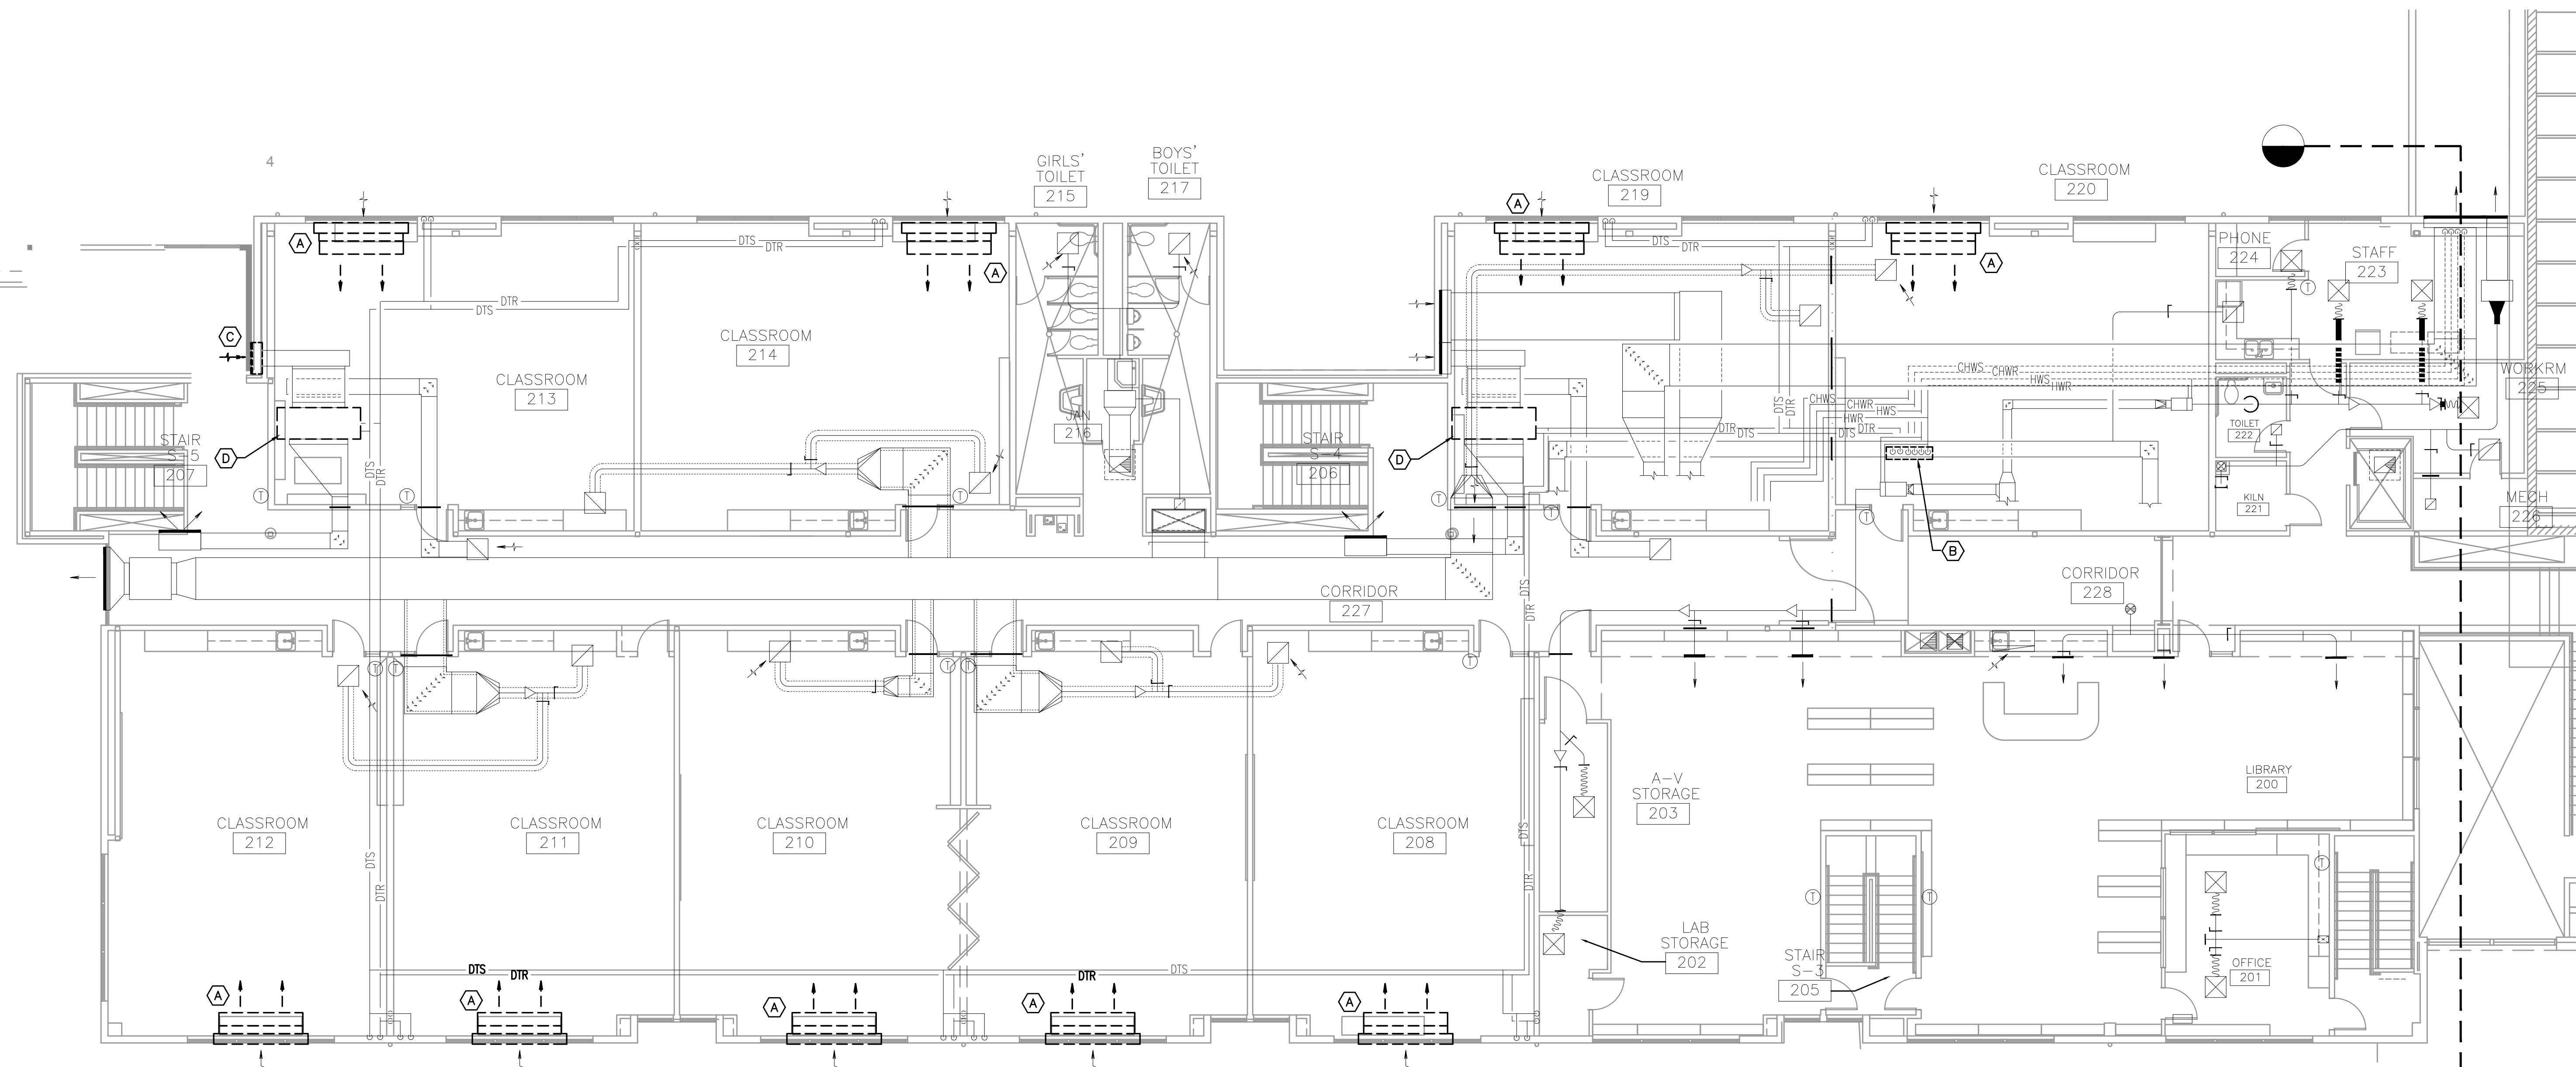 4
GIRLS'
TOILET
215
BOYS'
TOILET
217
CLASSROOM
219
CLASSROOM
220
A
A
A
A
DTS
DTR
DTS
DTR
PHONE
224
STAFF
223
T
DTR
DTS
C
CLASSROOM
214
CLASSROOM
213
CHWS
CHWR
HWS
HWR
WORKRM
225
DTS
DTR
CHWS
CHWR
HWS
HWR
JAN
216
TOILET
222
STAIR
S-5
207
D
STAIR
S-4
206
D
DTR
DTS
DTS
DTR
DTS
DTR
T
T
T
T
T
T
KILN
221
MECH
226
B
CORRIDOR
227
DTS
DTR
CORRIDOR
228
T
T
T
T
T
A-V
STORAGE
203
LIBRARY
200
CLASSROOM
212
CLASSROOM
211
CLASSROOM
210
CLASSROOM
209
CLASSROOM
208
DTS
DTR
DTS
DTR
T
T
T
LAB
STORAGE
202
STAIR
S-3
205
OFFICE
201
DTS
DTR
DTR
DTS
A
A
A
A
A